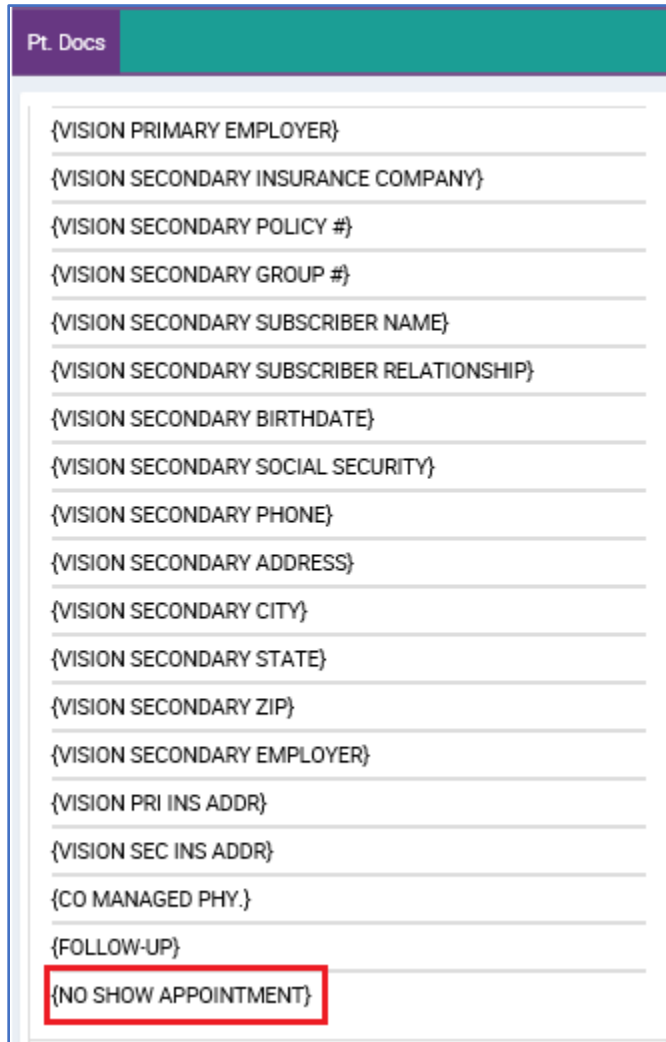 Pt. Docs
{VISION PRIMARY EMPLOYER}
{VISION SECONDARY INSURANCE COMPANY}
{VISION SECONDARY POLICY #}
{VISION SECONDARY GROUP #}
{VISION SECONDARY SUBSCRIBER NAME}
{VISION SECONDARY SUBSCRIBER RELATIONSHIP}
{VISION SECONDARY BIRTHDATE}
{VISION SECONDARY SOCIAL SECURITY}
{VISION SECONDARY PHONE}
{VISION SECONDARY ADDRESS}
{VISION SECONDARY CITY}
{VISION SECONDARY STATE}
{VISION SECONDARY ZIP}
{VISION SECONDARY EMPLOYER}
{VISION PRI INS ADDR}
{VISION SEC INS ADDR}
{CO MANAGED PHY.}
{FOLLOW-UP}
{NO SHOW APPOINTMENT}